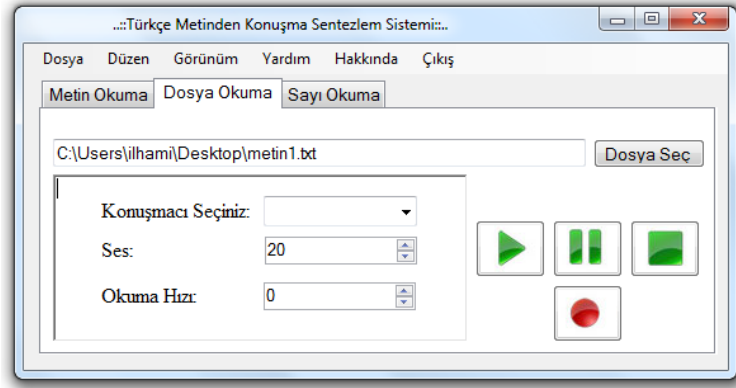 ..::Türkçe Metinden Konuşma Sentezlem Sistemi::..
Dosya Düzen Görünüm Yardım Hakkında Çıkış
Metin Okuma Dosya Okuma Sayı Okuma
C:\Users\ilhami\Desktop\metin1.txt Dosya Seç
Konuşmacı Seçiniz:
Ses: 20
Okuma Hızı: 0